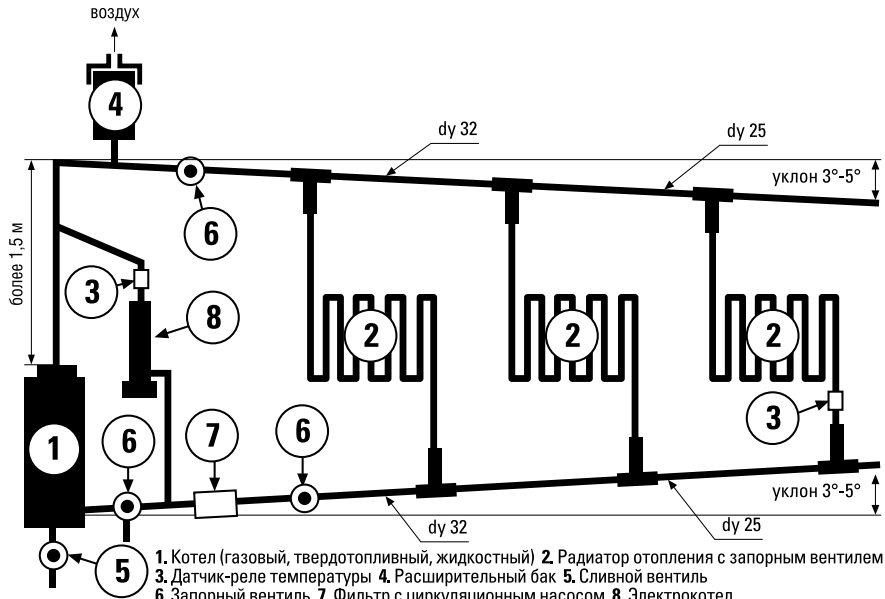 воздух
4
dy 32
dy 25
уклон 3°-5°
6
более 1,5 м
3
8
2
2
2
1
6
7
6
3
уклон 3°-5°
dy 32
dy 25
5
1. Котел (газовый, твердотопливный, жидкостный) 2. Радиатор отопления с запорным вентилем
3. Датчик-реле температуры 4. Расширительный бак 5. Сливной вентиль
6. Запорный вентиль 7. Фильтр с циркуляционным насосом 8. Электрокотел